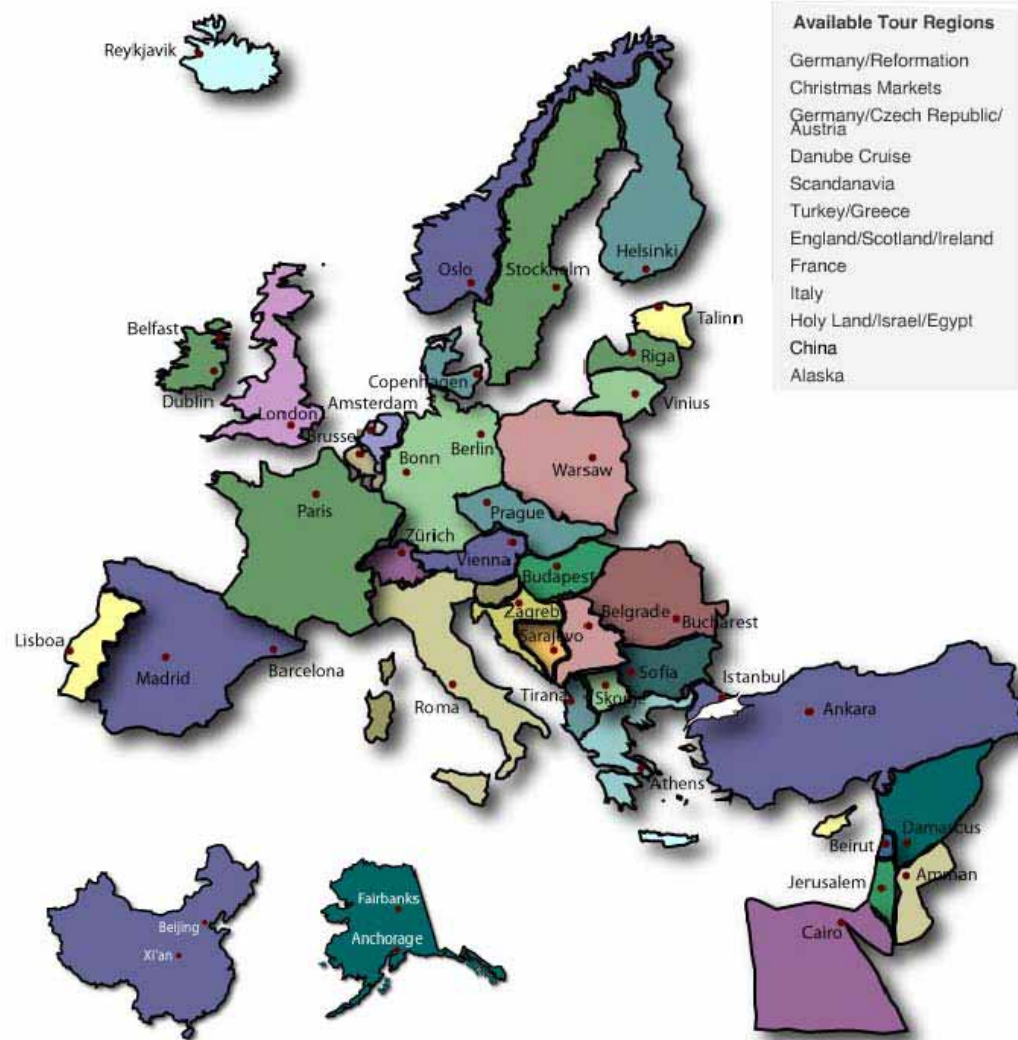 Available Tour Regions
Germany/Reformation
Christmas Markets
Germany/Czech Republic/
Austria
Danube Cruise
Scandanavia
Turkey/Greece
England/Scotland/Ireland
France
Italy
Holy Land/Israel/Egypt
China
Alaska
Reykjavik
Helsinki
Oslo
Stockholm
Talinn
Belfast
Riga
Copenhagen
Dublin
Amsterdam
Vinius
London
Brussel
Berlin
Bonn
Warsaw
Paris
Prague
Zürich
Vienna
Budapest
Zagreb
Belgrade
Bucharest
Sarajevo
Lisboa
Madrid
Barcelona
Sofia
Istanbul
Tirana
Skopje
Roma
Ankara
Athens
Damascus
Beirut
Amman
Jerusalem
Fairbanks
Beijing
Cairo
Anchorage
Xi'an